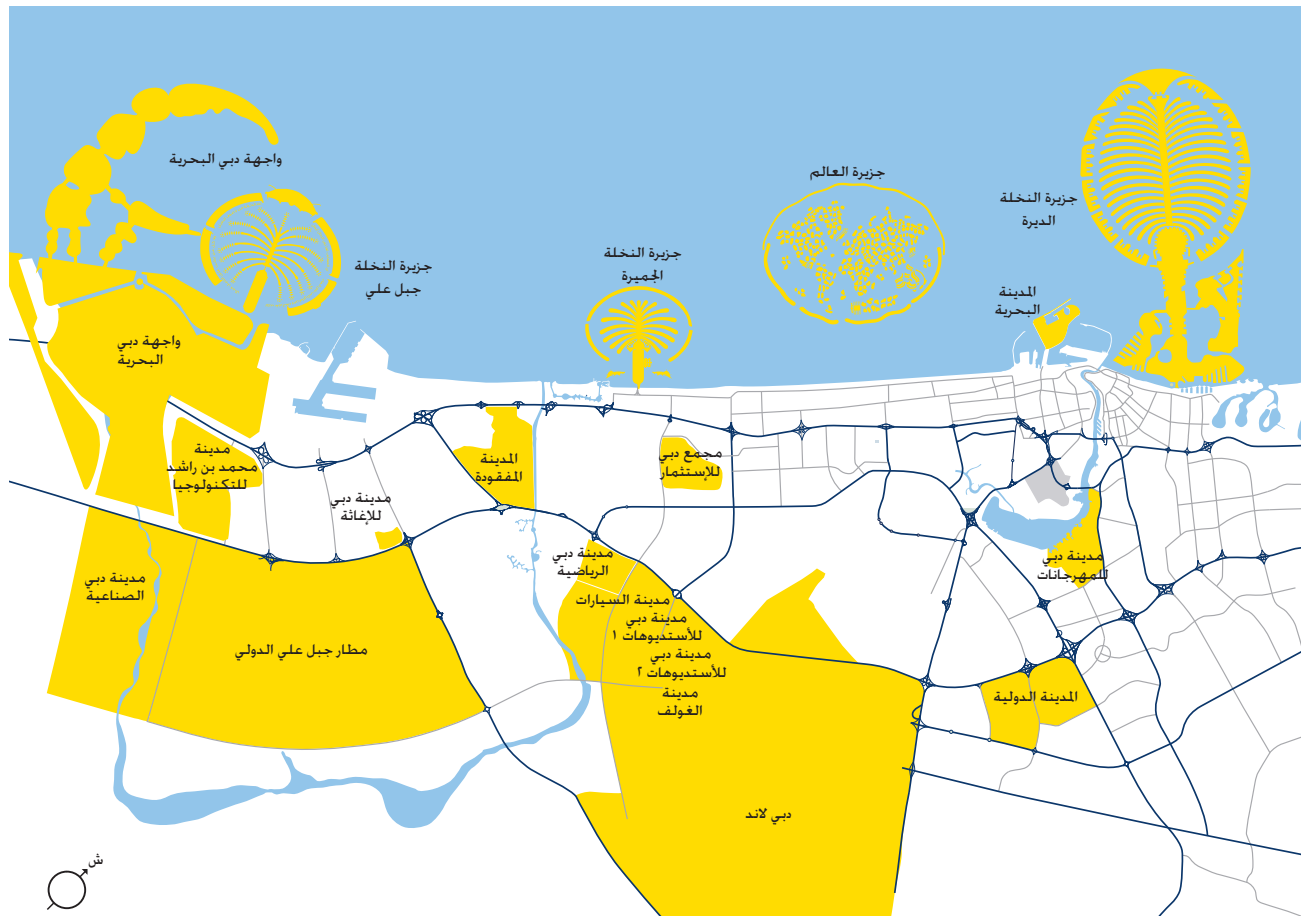 واجهة دبي البحرية
جزيرة العالم
جزيرة النخلة
الديرة
جزيرة النخلة
الجميرة
جزيرة النخلة
جبل علي
المدينة
البحرية
واجهة دبي
البحرية
مدينة
محمد بن راشد
للتكنولوجيا
المدينة
المفقودة
مجمع دبي
للإستثمار
مدينة دبي
للإغاثة
مدينة دبي
للمهرجانات
مدينة دبي
الرياضية
مدينة دبي
الصناعية
مدينة السيارات
مدينة دبي
للأستديوهات ١
مدينة دبي
للأستديوهات ٢
مدينة
الغولف
مطار جبل علي الدولي
المدينة الدولية
دبي لاند
ش